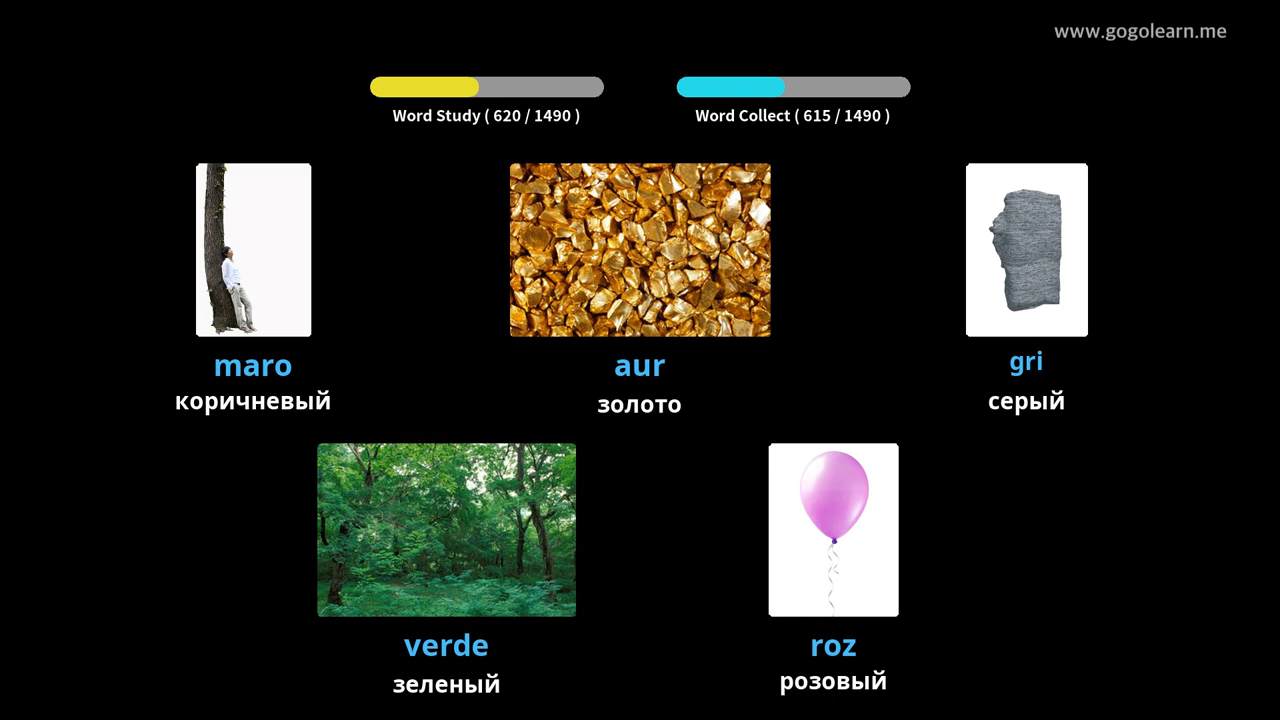 www.gogolearn.me
Word Study ( 620 / 1490 )
Word Collect ( 615 / 1490 )
maro
коричневый
aur
золото
gri
серый
verde
зеленый
roz
розовый